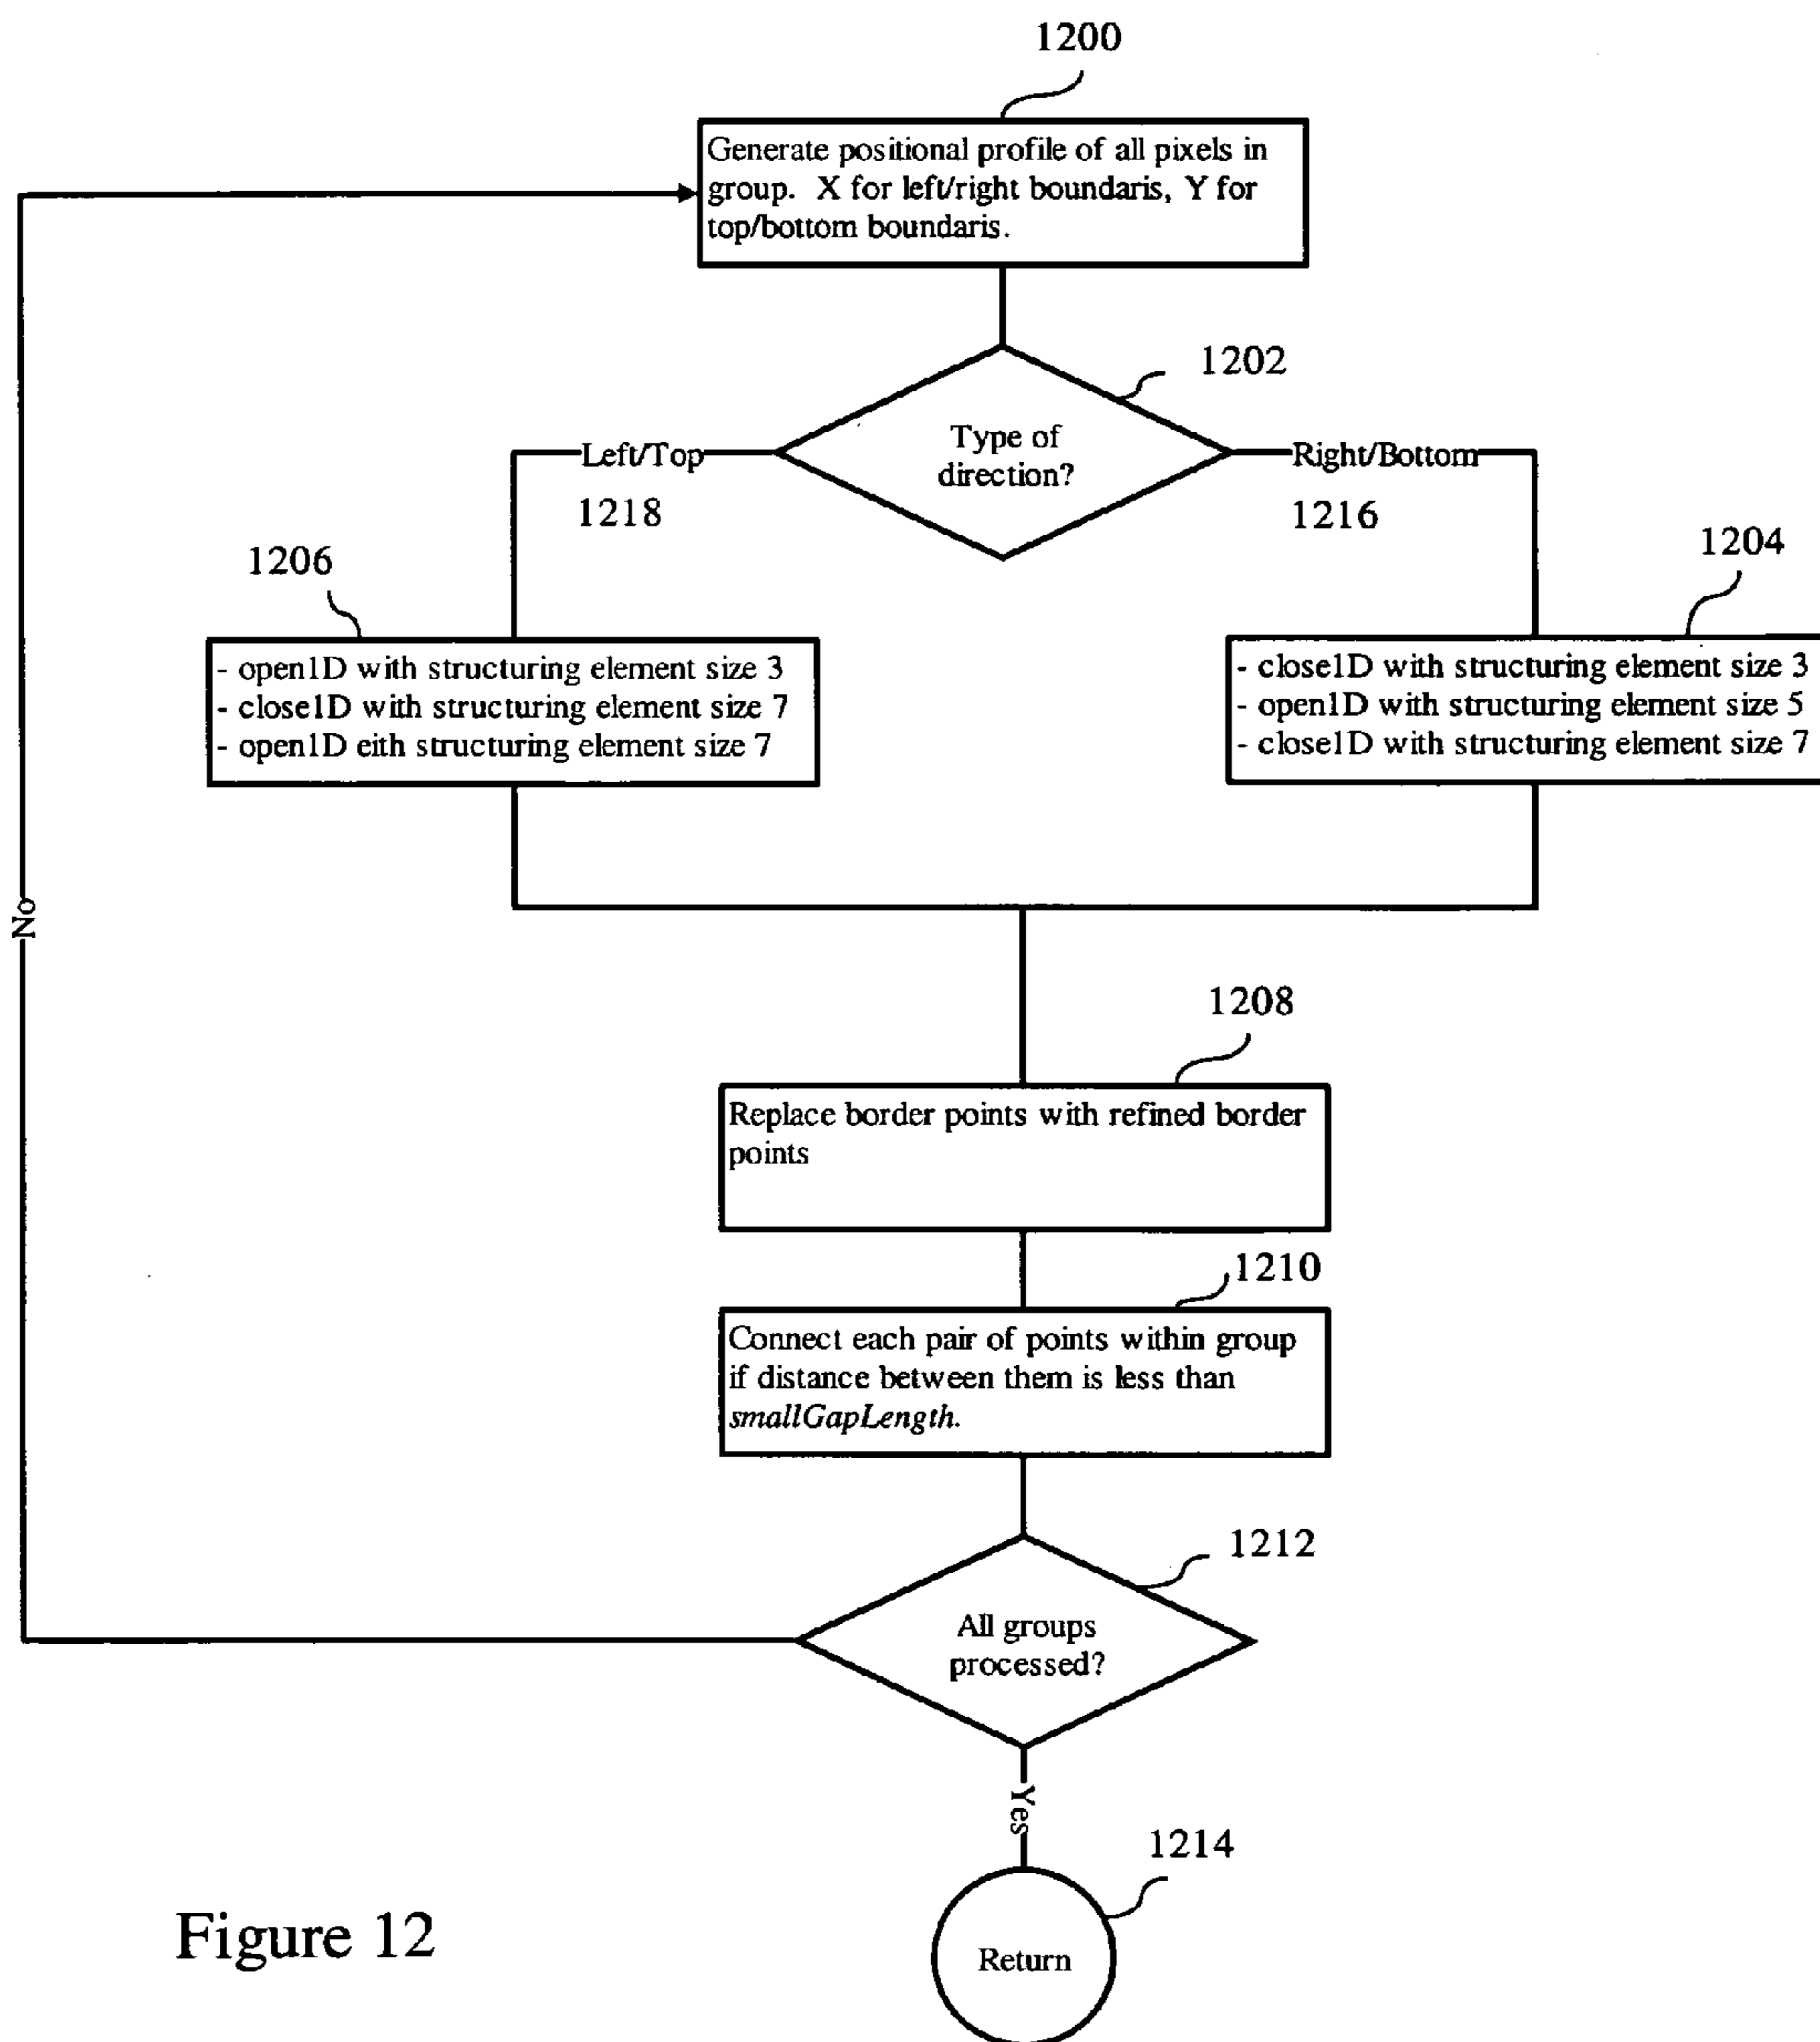 1200
Generate positional profile of all pixels in
group. X for left/right boundaris, Y for
top/bottom boundaris.
1202
Type of
direction?
Left/Top
Right/Bottom
1218
1216
1206
1204
- open1D with structuring element size 3
- close1D with structuring element size 7
- open1D eith structuring element size 7
- close1D with structuring element size 3
- open1D with structuring element size 5
- close1D with structuring element size 7
No
1208
Replace border points with refined border
points
1210
Connect each pair of points within group
if distance between them is less than
smallGapLength.
1212
All groups
processed?
Yes
1214
Return
Figure 12